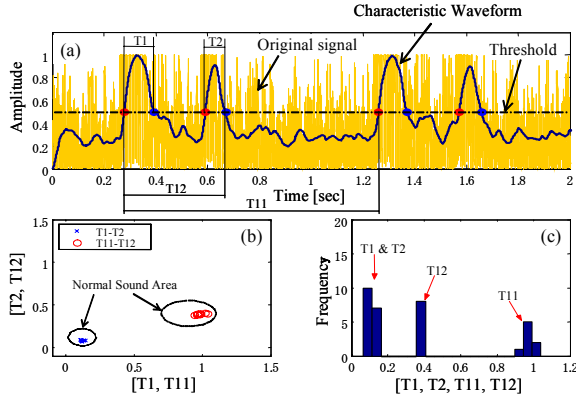 Characteristic Waveform
(a)
T1
T2
Original signal
Threshold
Amplitude
1
0.8
0.6
0.4
0.2
0
0
0.2
0.4
0.6
0.8
Time [sec]
1.4
1.6
1.8
2
T12
T11
(b)
T1-T2
T11-T12
Normal Sound Area
[T2, T12]
1.5
1
0.5
0
0
0.5
1
1.5
[T1, T11]
(c)
T1 & T2
T12
T11
Frequency
20
15
10
5
0
0
0.2
0.4
0.6
0.8
1
1.2
[T1, T2, T11, T12]